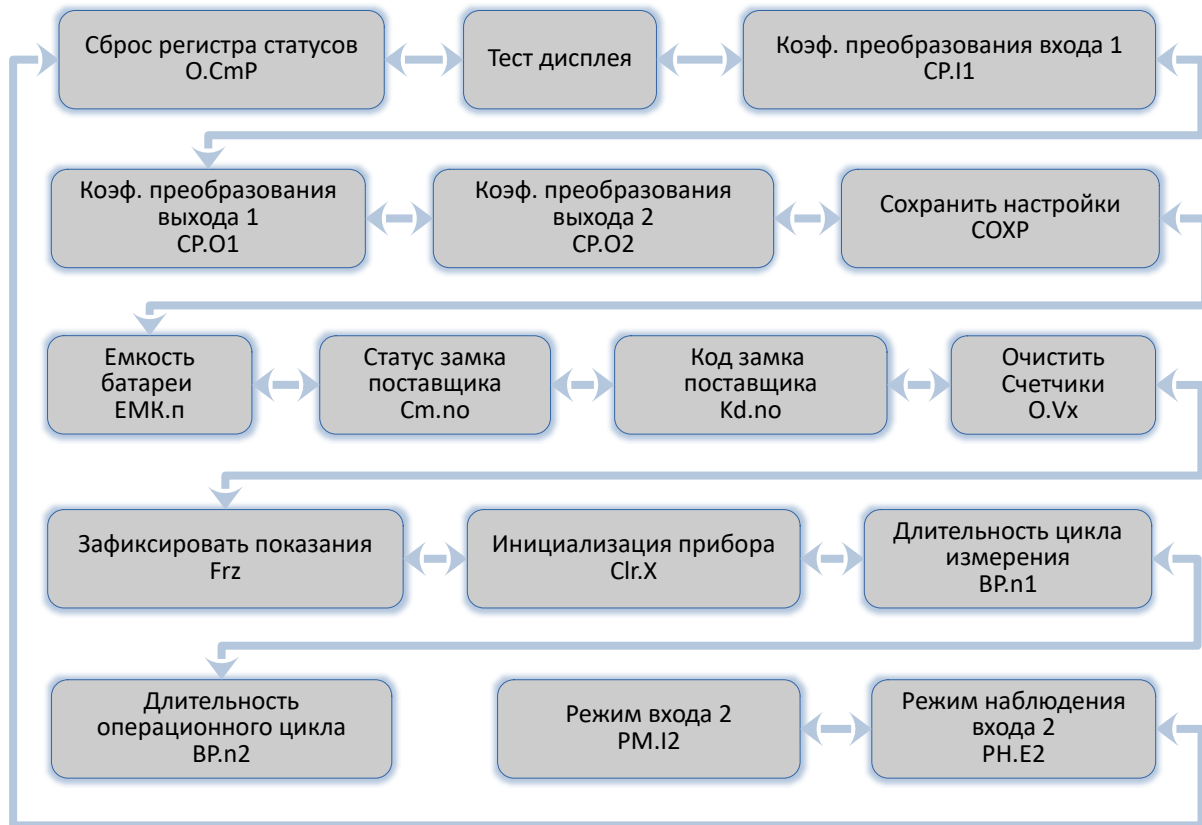 Сброс регистра статусов
O.CmP
Тест дисплея
Коэф. преобразования входа 1
CP.I1
Коэф. преобразования
выхода 1
CP.O1
Коэф. преобразования
выхода 2
CP.O2
Сохранить настройки
СОХР
Емкость
батареи
ЕМК.п
Статус замка
поставщика
Cm.no
Код замка
поставщика
Kd.no
Очистить
Счетчики
O.Vx
Зафиксировать показания
Frz
Инициализация прибора
Clr.X
Длительность цикла
измерения
BP.n1
Длительность
операционного цикла
BP.n2
Режим входа 2
PM.I2
Режим наблюдения
входа 2
PH.E2